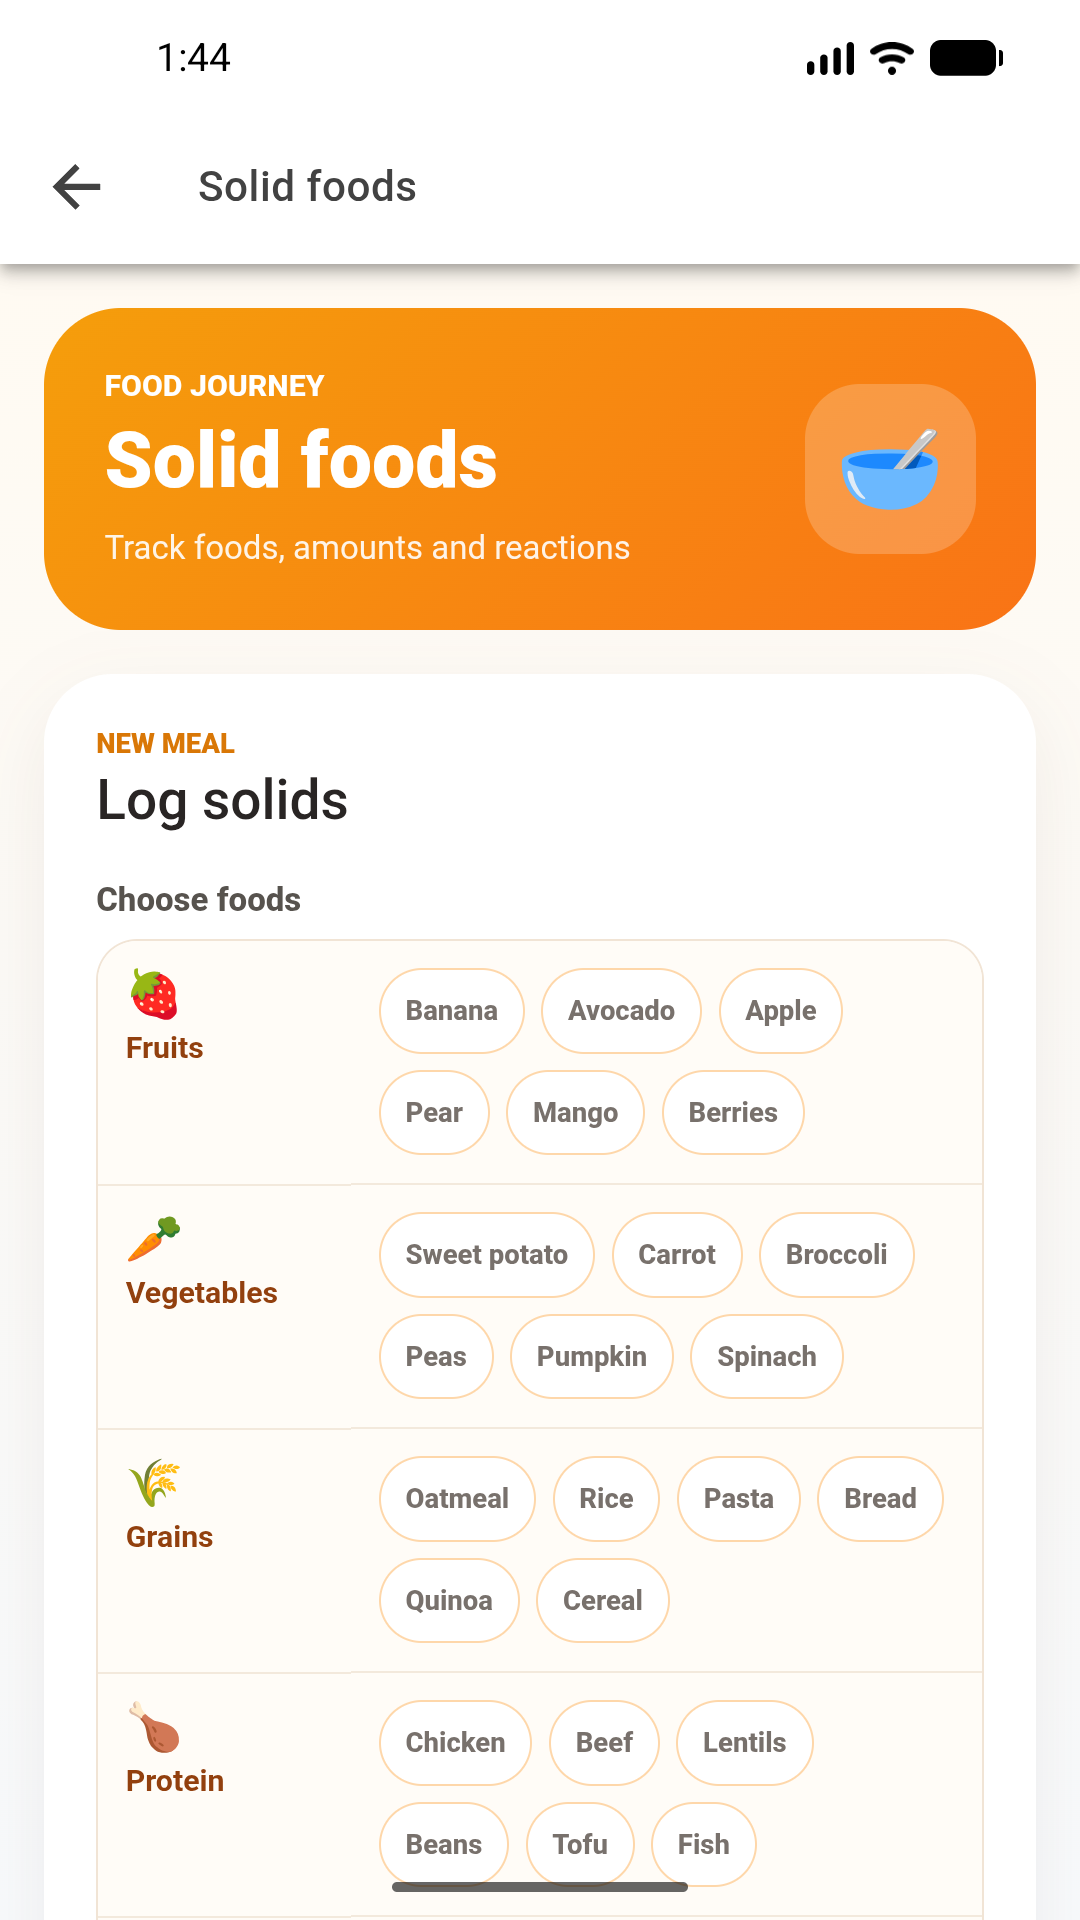 1:44
Solid foods
FOOD JOURNEY
Solid foods
Track foods, amounts and reactions
NEW MEAL
Log solids
Choose foods
Fruits
Banana Avocado Apple
Pear Mango Berries
Vegetables
Sweet potato Carrot Broccoli
Peas Pumpkin Spinach
Grains
Oatmeal Rice Pasta Bread
Quinoa Cereal
Protein
Chicken Beef Lentils
Beans Tofu Fish